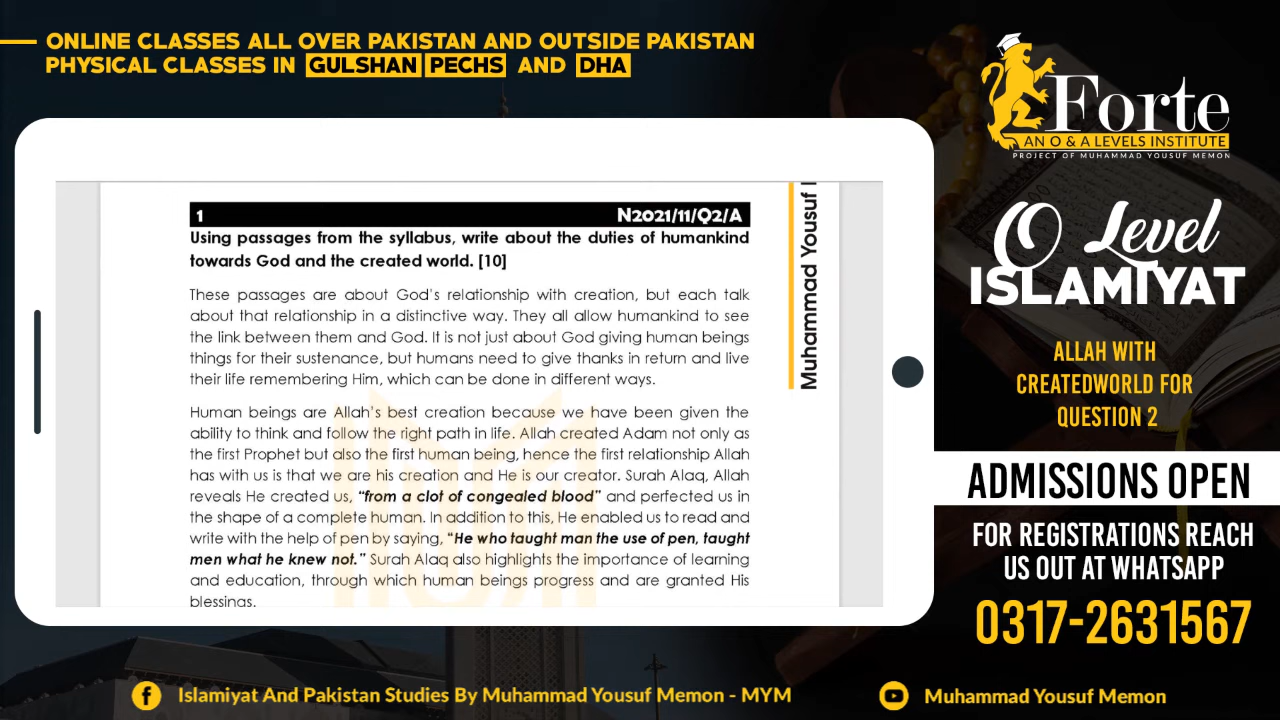 ONLINE CLASSES ALL OVER PAKISTAN AND OUTSIDE PAKISTAN
PHYSICAL CLASSES IN GULSHAN PECHS AND DHA
Forte
AN O & A LEVELS INSTITUTE
PROJECT OF MUHAMMAD YOUSUF MEMON
1 N2021/11/Q2/A
Using passages from the syllabus, write about the duties of humankind
towards God and the created world. [10]
These passages are about God's relationship with creation, but each talk
about that relationship in a distinctive way. They all allow humankind to see
the link between them and God. It is not just about God giving human beings
things for their sustenance, but humans need to give thanks in return and live
their life remembering Him, which can be done in different ways.
Human beings are Allah's best creation because we have been given the
ability to think and follow the right path in life. Allah created Adam not only as
the first Prophet but also the first human being, hence the first relationship Allah
has with us is that we are his creation and He is our creator. Surah Alaq, Allah
reveals He created us, "from a clot of congealed blood" and perfected us in
the shape of a complete human. In addition to this, He enabled us to read and
write with the help of pen by saying, "He who taught man the use of pen, taught
men what he knew not." Surah Alaq also highlights the importance of learning
and education, through which human beings progress and are granted His
blessings.
Muhammad Yousuf
O Level
ISLAMIYAT
ALLAH WITH
CREATEDWORLD FOR
QUESTION 2
ADMISSIONS OPEN
FOR REGISTRATIONS REACH
US OUT AT WHATSAPP
0317-2631567
Islamiyat And Pakistan Studies By Muhammad Yousuf Memon - MYM
Muhammad Yousuf Memon